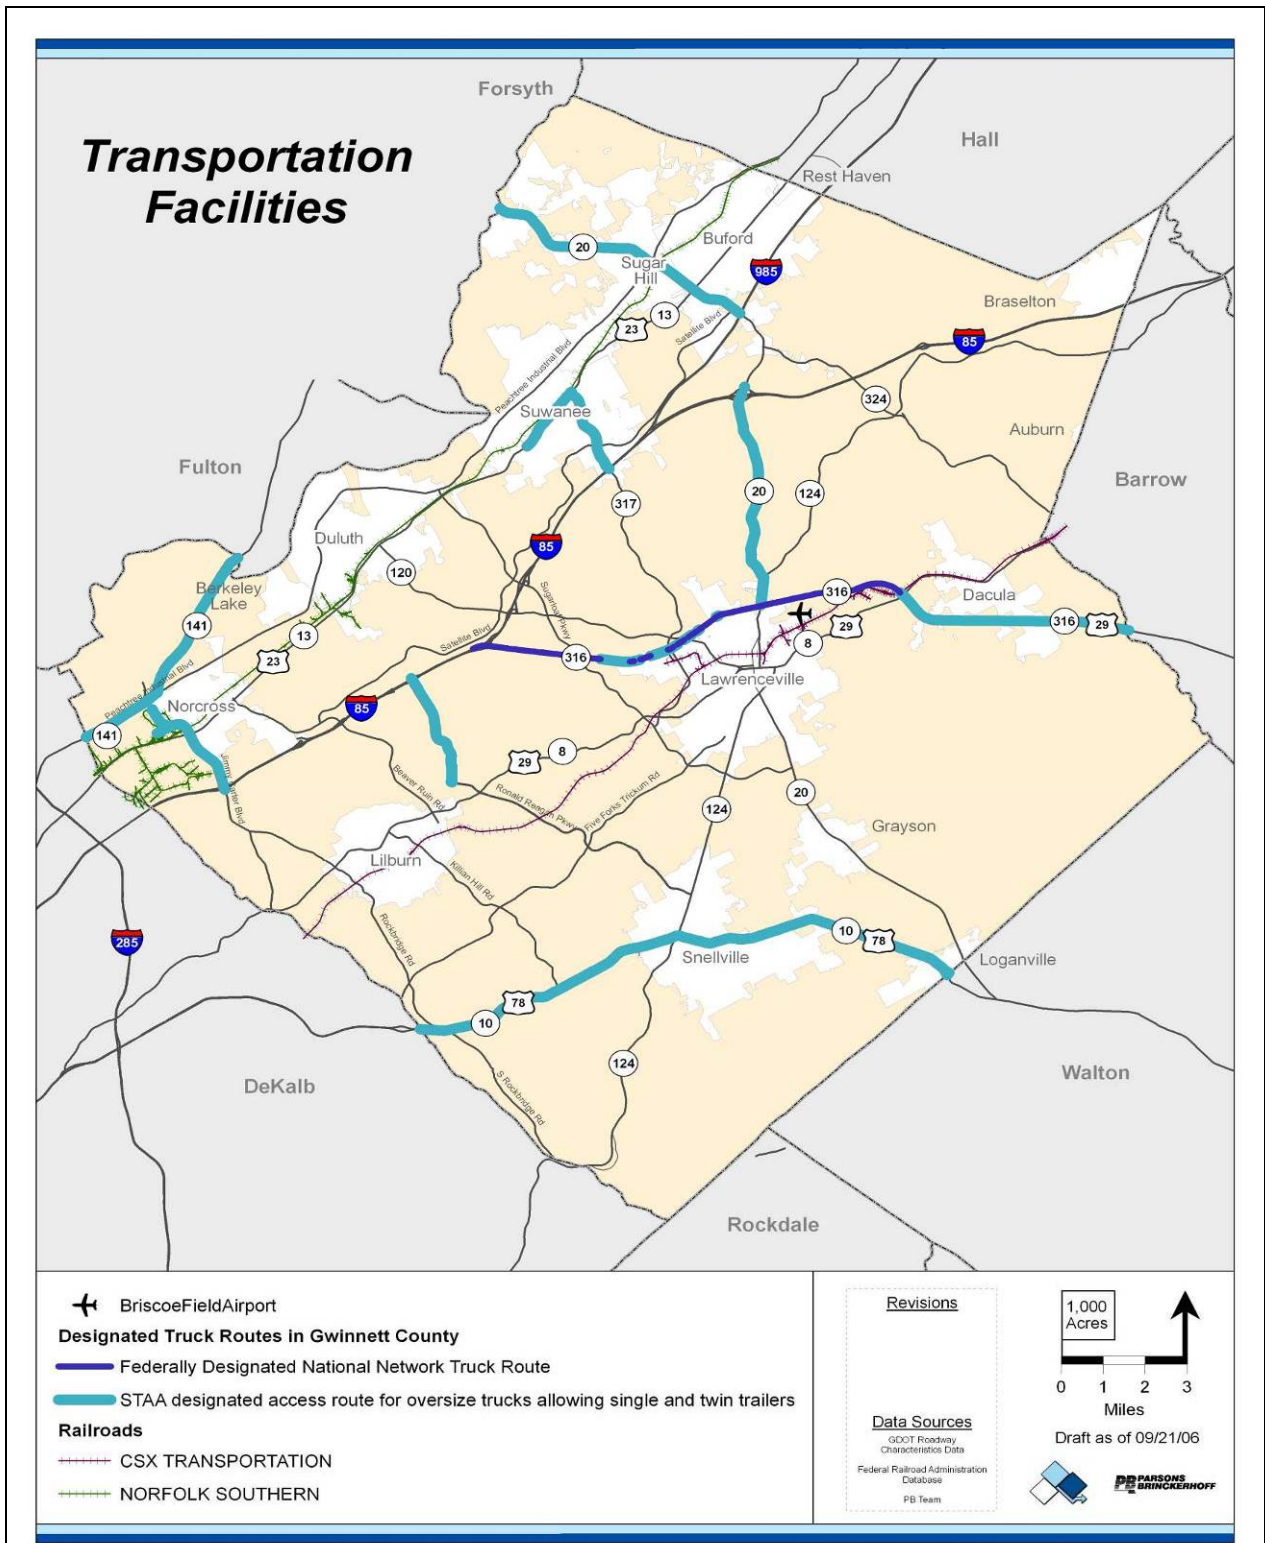 Transportation
Facilities
Forsyth
Hall
Rest Haven
Buford
20
Sugar
Hill
985
Braselton
13
23
Satellite Blvd
85
Peachtree Industrial Blvd
324
Suwanee
Auburn
Fulton
Barrow
20
124
317
Duluth
85
120
Berkeley
Lake
Sugarloaf Pkwy
316
Dacula
141
316
29
29
13
8
Satellite Blvd
23
316
Lawrenceville
Peachtree Industrial Blvd
Norcross
85
141
8
29
Jimmy Carter Blvd
Beaver Ruin Rd
Ronald Reagan Pkwy
Five Forks Trickum Rd
20
124
Grayson
Lilburn
Killian Hill Rd
Rockbridge Rd
285
10
78
Snellville
Loganville
78
10
124
DeKalb
Walton
S Rockbridge Rd
Rockdale
BriscoeFieldAirport
Designated Truck Routes in Gwinnett County
Federally Designated National Network Truck Route
STAA designated access route for oversize trucks allowing single and twin trailers
Railroads
CSX TRANSPORTATION
NORFOLK SOUTHERN
Revisions
Data Sources
GDOT Roadway
Characteristics Data
Federal Railroad Administration
Database
PB Team
1,000
Acres
0 1 2 3
Miles
Draft as of 09/21/06
PB PARSONS
BRINCKERHOFF